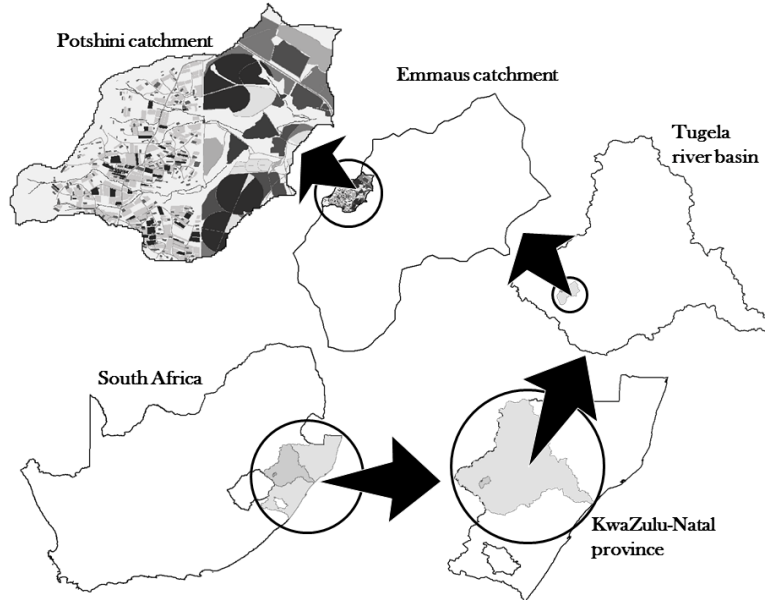 Potshini catchment
Emmaus catchment
Tugela
river basin
South Africa
KwaZulu-Natal
province